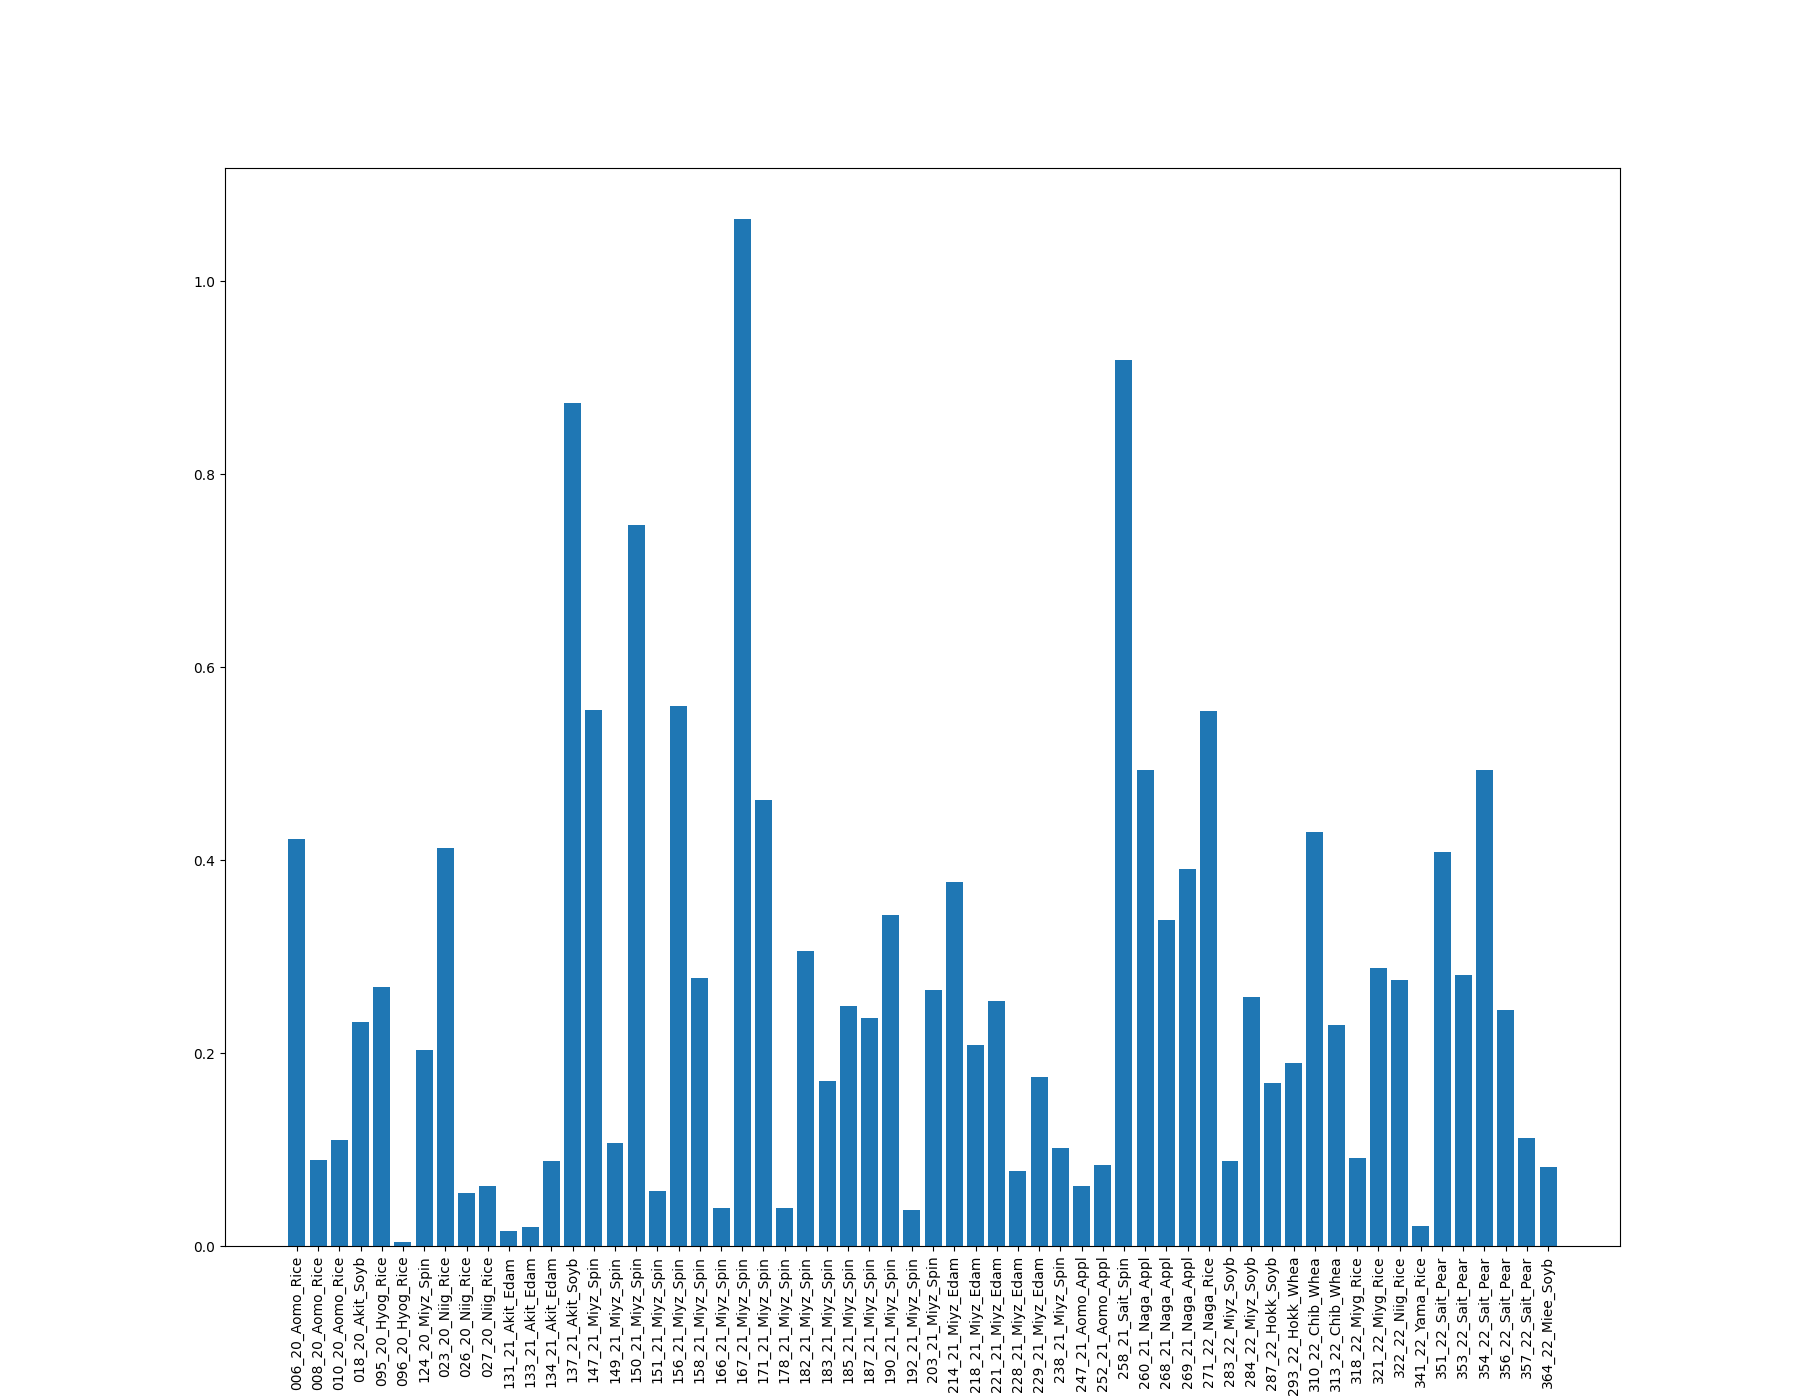 1.0
0.8
0.6
0.4
0.2
0.0
006_20_Aomo_Rice
008_20_Aomo_Rice
010_20_Aomo_Rice
018_20_Akit_Soyb
095_20_Hyog_Rice
096_20_Hyog_Rice
124_20_Miyz_Spin
023_20_Niig_Rice
026_20_Niig_Rice
027_20_Niig_Rice
131_21_Akit_Edam
133_21_Akit_Edam
134_21_Akit_Edam
137_21_Akit_Soyb
147_21_Miyz_Spin
149_21_Miyz_Spin
150_21_Miyz_Spin
151_21_Miyz_Spin
156_21_Miyz_Spin
158_21_Miyz_Spin
166_21_Miyz_Spin
167_21_Miyz_Spin
171_21_Miyz_Spin
178_21_Miyz_Spin
182_21_Miyz_Spin
183_21_Miyz_Spin
185_21_Miyz_Spin
187_21_Miyz_Spin
190_21_Miyz_Spin
192_21_Miyz_Spin
203_21_Miyz_Spin
214_21_Miyz_Edam
218_21_Miyz_Edam
221_21_Miyz_Edam
228_21_Miyz_Edam
229_21_Miyz_Edam
238_21_Miyz_Spin
247_21_Aomo_Appl
252_21_Aomo_Appl
258_21_Sait_Spin
260_21_Naga_Appl
268_21_Naga_Appl
269_21_Naga_Appl
271_22_Naga_Rice
283_22_Miyz_Soyb
284_22_Miyz_Soyb
287_22_Hokk_Soyb
293_22_Hokk_Whea
310_22_Chib_Whea
313_22_Chib_Whea
318_22_Miyg_Rice
321_22_Miyg_Rice
322_22_Niig_Rice
341_22_Yama_Rice
351_22_Sait_Pear
353_22_Sait_Pear
354_22_Sait_Pear
356_22_Sait_Pear
357_22_Sait_Pear
364_22_Miee_Soyb